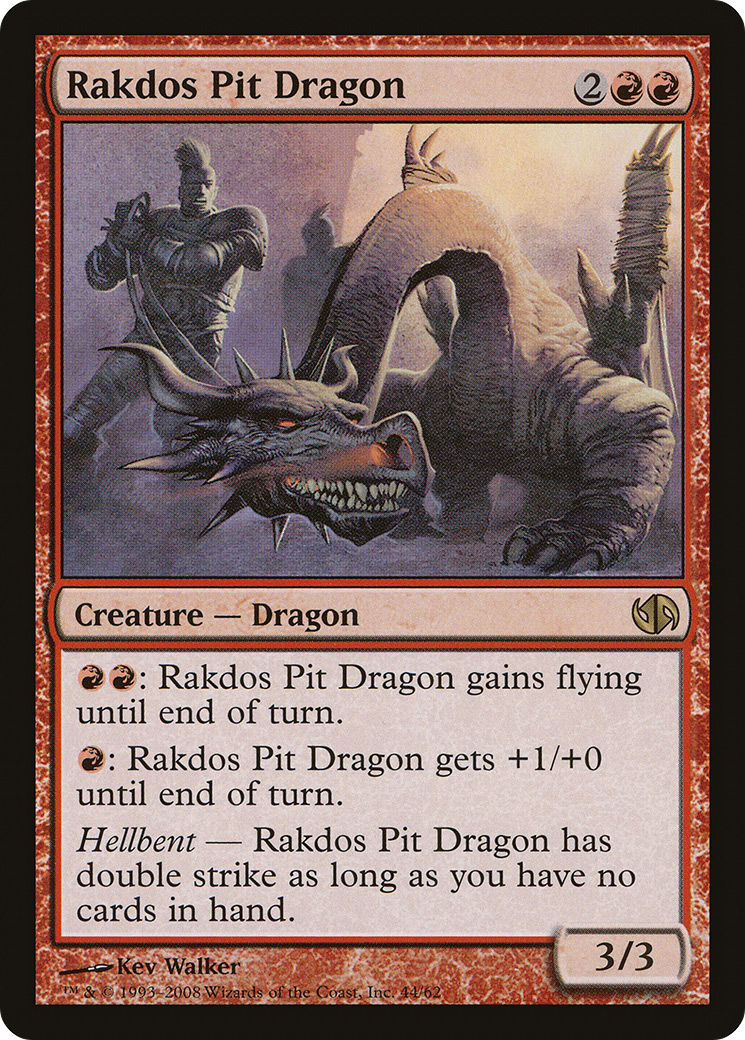 Rakdos Pit Dragon 2
Creature — Dragon
: Rakdos Pit Dragon gains flying
until end of turn.
: Rakdos Pit Dragon gets +1/+0
until end of turn.
Hellbent — Rakdos Pit Dragon has
double strike as long as you have no
cards in hand.
3/3
Kev Walker
™ & © 1993–2008 Wizards of the Coast, Inc. 44/62